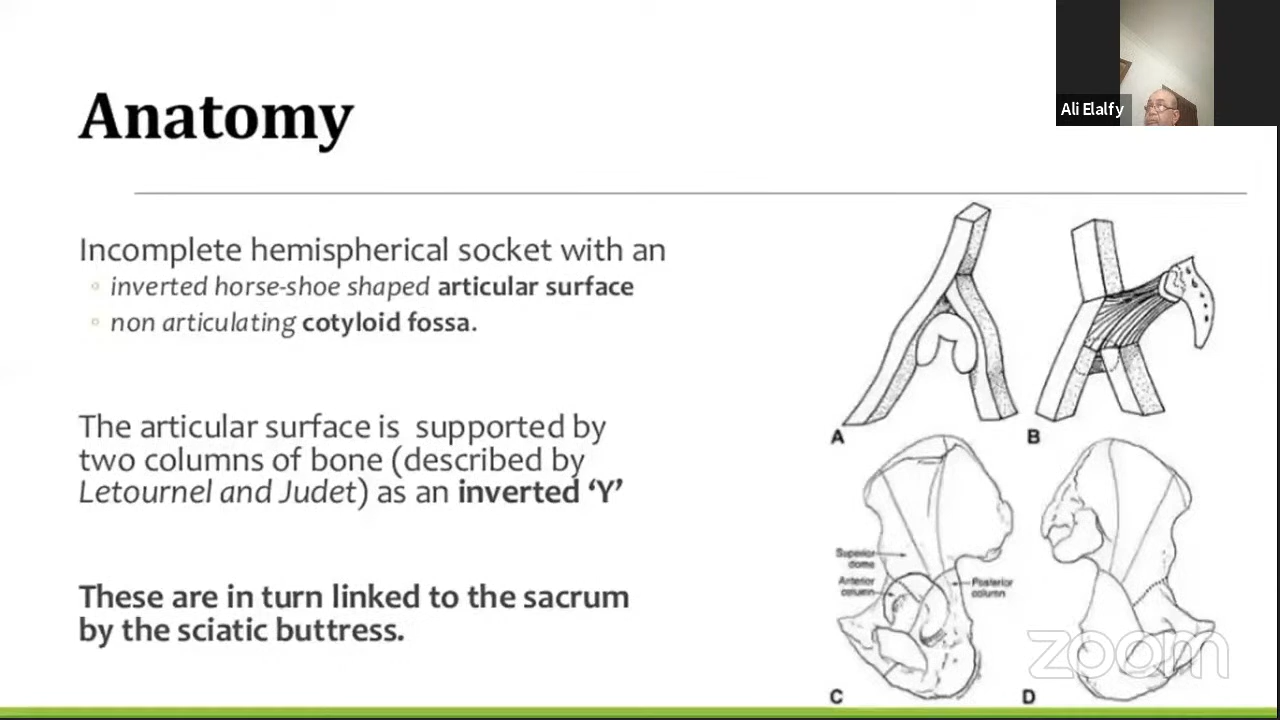 Ali Elalfy
Anatomy
Incomplete hemispherical socket with an
inverted horse-shoe shaped articular surface
non articulating cotyloid fossa.
The articular surface is supported by
two columns of bone (described by
Letournel and Judet) as an inverted ‘Y’
These are in turn linked to the sacrum
by the sciatic buttress.
A
B
Superior
dome
Anterior
column
Posterior
column
C
D
zoom